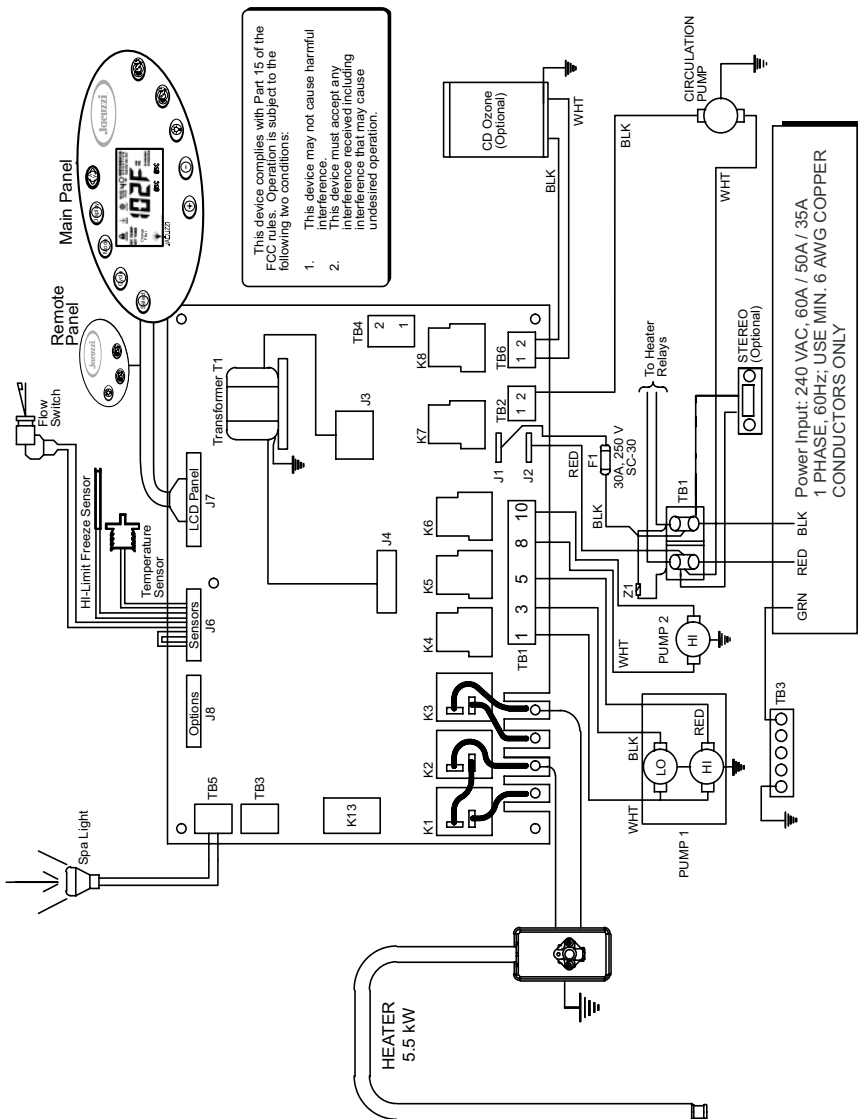 Main Panel
Jacuzzi
102F
JACUZZI
+
-
Remote
Panel
Jacuzzi
This device complies with Part 15 of the
FCC rules. Operation is subject to the
following two conditions:
1. This device may not cause harmful
interference.
2. This device must accept any
interference received including
interference that may cause
undesired operation.
Flow
Switch
HI-Limit Freeze Sensor
Temperature
Sensor
Spa Light
LCD Panel
J7
Sensors
J6
Options
J8
TB5
TB3
K13
Transformer T1
J3
J4
TB4
2 1
K1
K2
K3
K4
K5
K6
K7
K8
TB1
1 3 5 8 10
TB2
1 2
TB6
1 2
J1
J2
CD Ozone
(Optional)
BLK
WHT
BLK
CIRCULATION
PUMP
WHT
RED
F1
30A, 250 V
SC-30
BLK
To Heater
Relays
STEREO
(Optional)
TB1
Z1
WHT
PUMP 2
HI
BLK
RED
WHT
LO
HI
PUMP 1
HEATER
5.5 kW
TB3
GRN
RED
BLK
Power Input: 240 VAC, 60A / 50A / 35A
1 PHASE, 60Hz; USE MIN. 6 AWG COPPER
CONDUCTORS ONLY